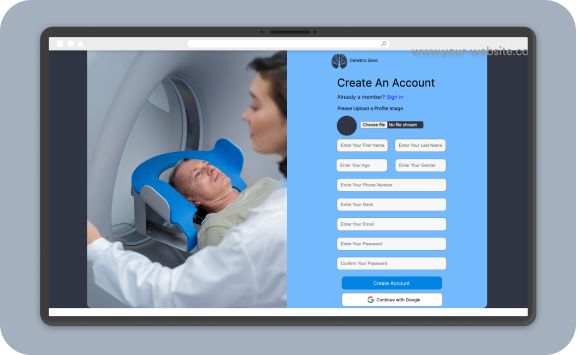 www.your-website.co
Cerebra Sano
Create An Account
Already a member? Sign in
Please Upload a Profile Image
Choose file No file chosen
Enter Your First Name Enter Your Last Name
Enter Your Age Enter Your Gender
Enter Your Phone Number
Enter Your Rank
Enter Your Email
Enter Your Password
Confirm Your Password
Create Account
Continue with Google